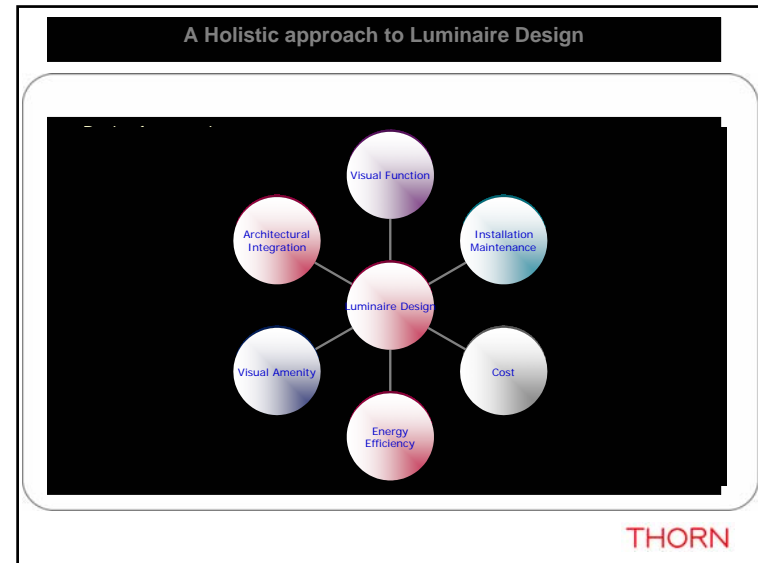 A Holistic approach to Luminaire Design
Visual Function
Architectural
Integration
Installation
Maintenance
Luminaire Design
Visual Amenity
Cost
Energy
Efficiency
THORN